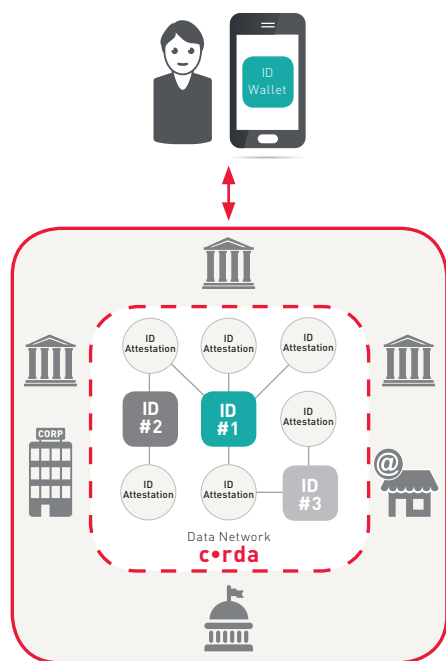 ID
Wallet
ID
Attestation
ID
Attestation
ID
Attestation
ID
#2
ID
#1
ID
Attestation
CORP
@
ID
Attestation
ID
Attestation
ID
#3
Data Network
c•rda